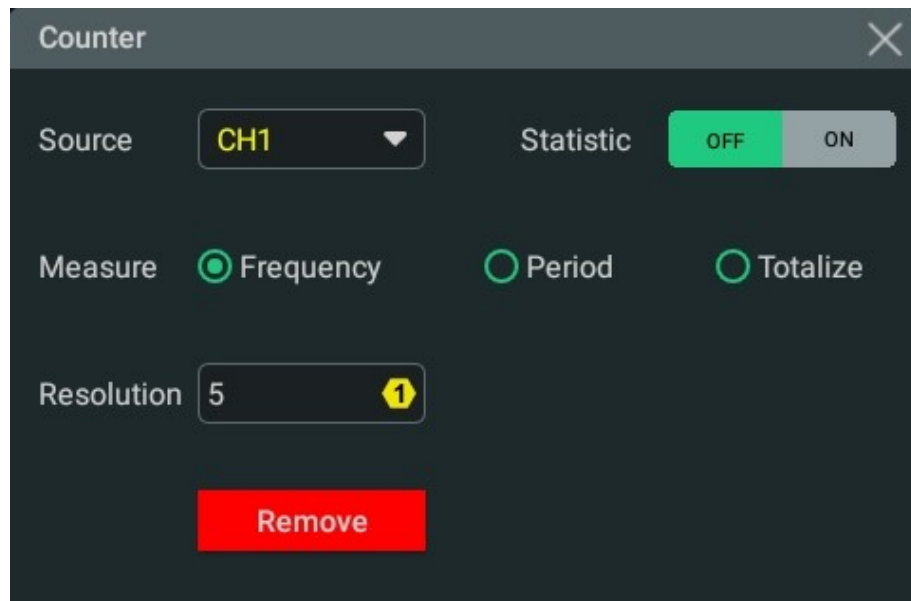 Counter
Source CH1 Statistic OFF ON
Measure Frequency Period Totalize
Resolution 5 1
Remove